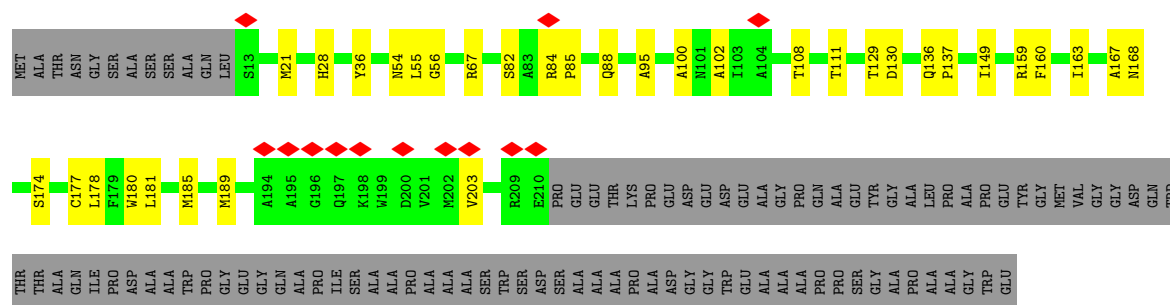 MET ALA THR ASN GLY SER ALA SER SER ALA GLN LEU S13 M21 H28 Y36 N54 L55 G56 R67 S82 A83 R84 P85 Q88 A95 A100 N101 A102 I103 A104 T108 T111 T129 D130 Q136 P137 I149 R159 F160 I163 A167 N168
S174 C177 L178 F179 W180 L181 M185 M189 A194 A195 G196 Q197 K198 W199 D200 V201 M202 V203 R209 E210 PRO GLU GLU THR LYS PRO GLU ASP GLU ASP GLU ALA GLY PRO GLN ALA GLU TYR GLY ALA LEU PRO ALA PRO GLU TYR GLY MET VAL GLY GLY ASP GLN
THR THR ALA GLN ILE PRO ASP ALA ALA TRP PRO GLY GLU GLY GLN ALA PRO ILE SER ALA ALA PRO ALA ALA ALA SER TRP SER ASP SER ALA ALA ALA ALA PRO ALA ASP GLY GLY TRP GLU ALA ALA ALA PRO PRO SER GLY ALA PRO ALA ALA GLY TRP GLU